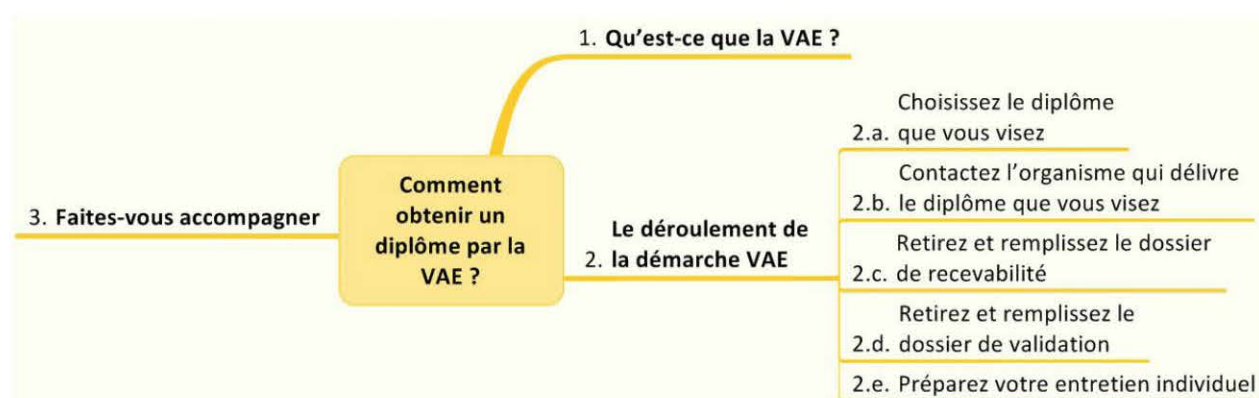 1. Qu’est-ce que la VAE ?
Comment
obtenir un
diplôme par la
VAE ?
3. Faites-vous accompagner
Le déroulement de
2. la démarche VAE
Choisissez le diplôme
2.a. que vous visez
Contactez l’organisme qui délivre
2.b. le diplôme que vous visez
Retirez et remplissez le dossier
2.c. de recevabilité
Retirez et remplissez le
2.d. dossier de validation
2.e. Préparez votre entretien individuel